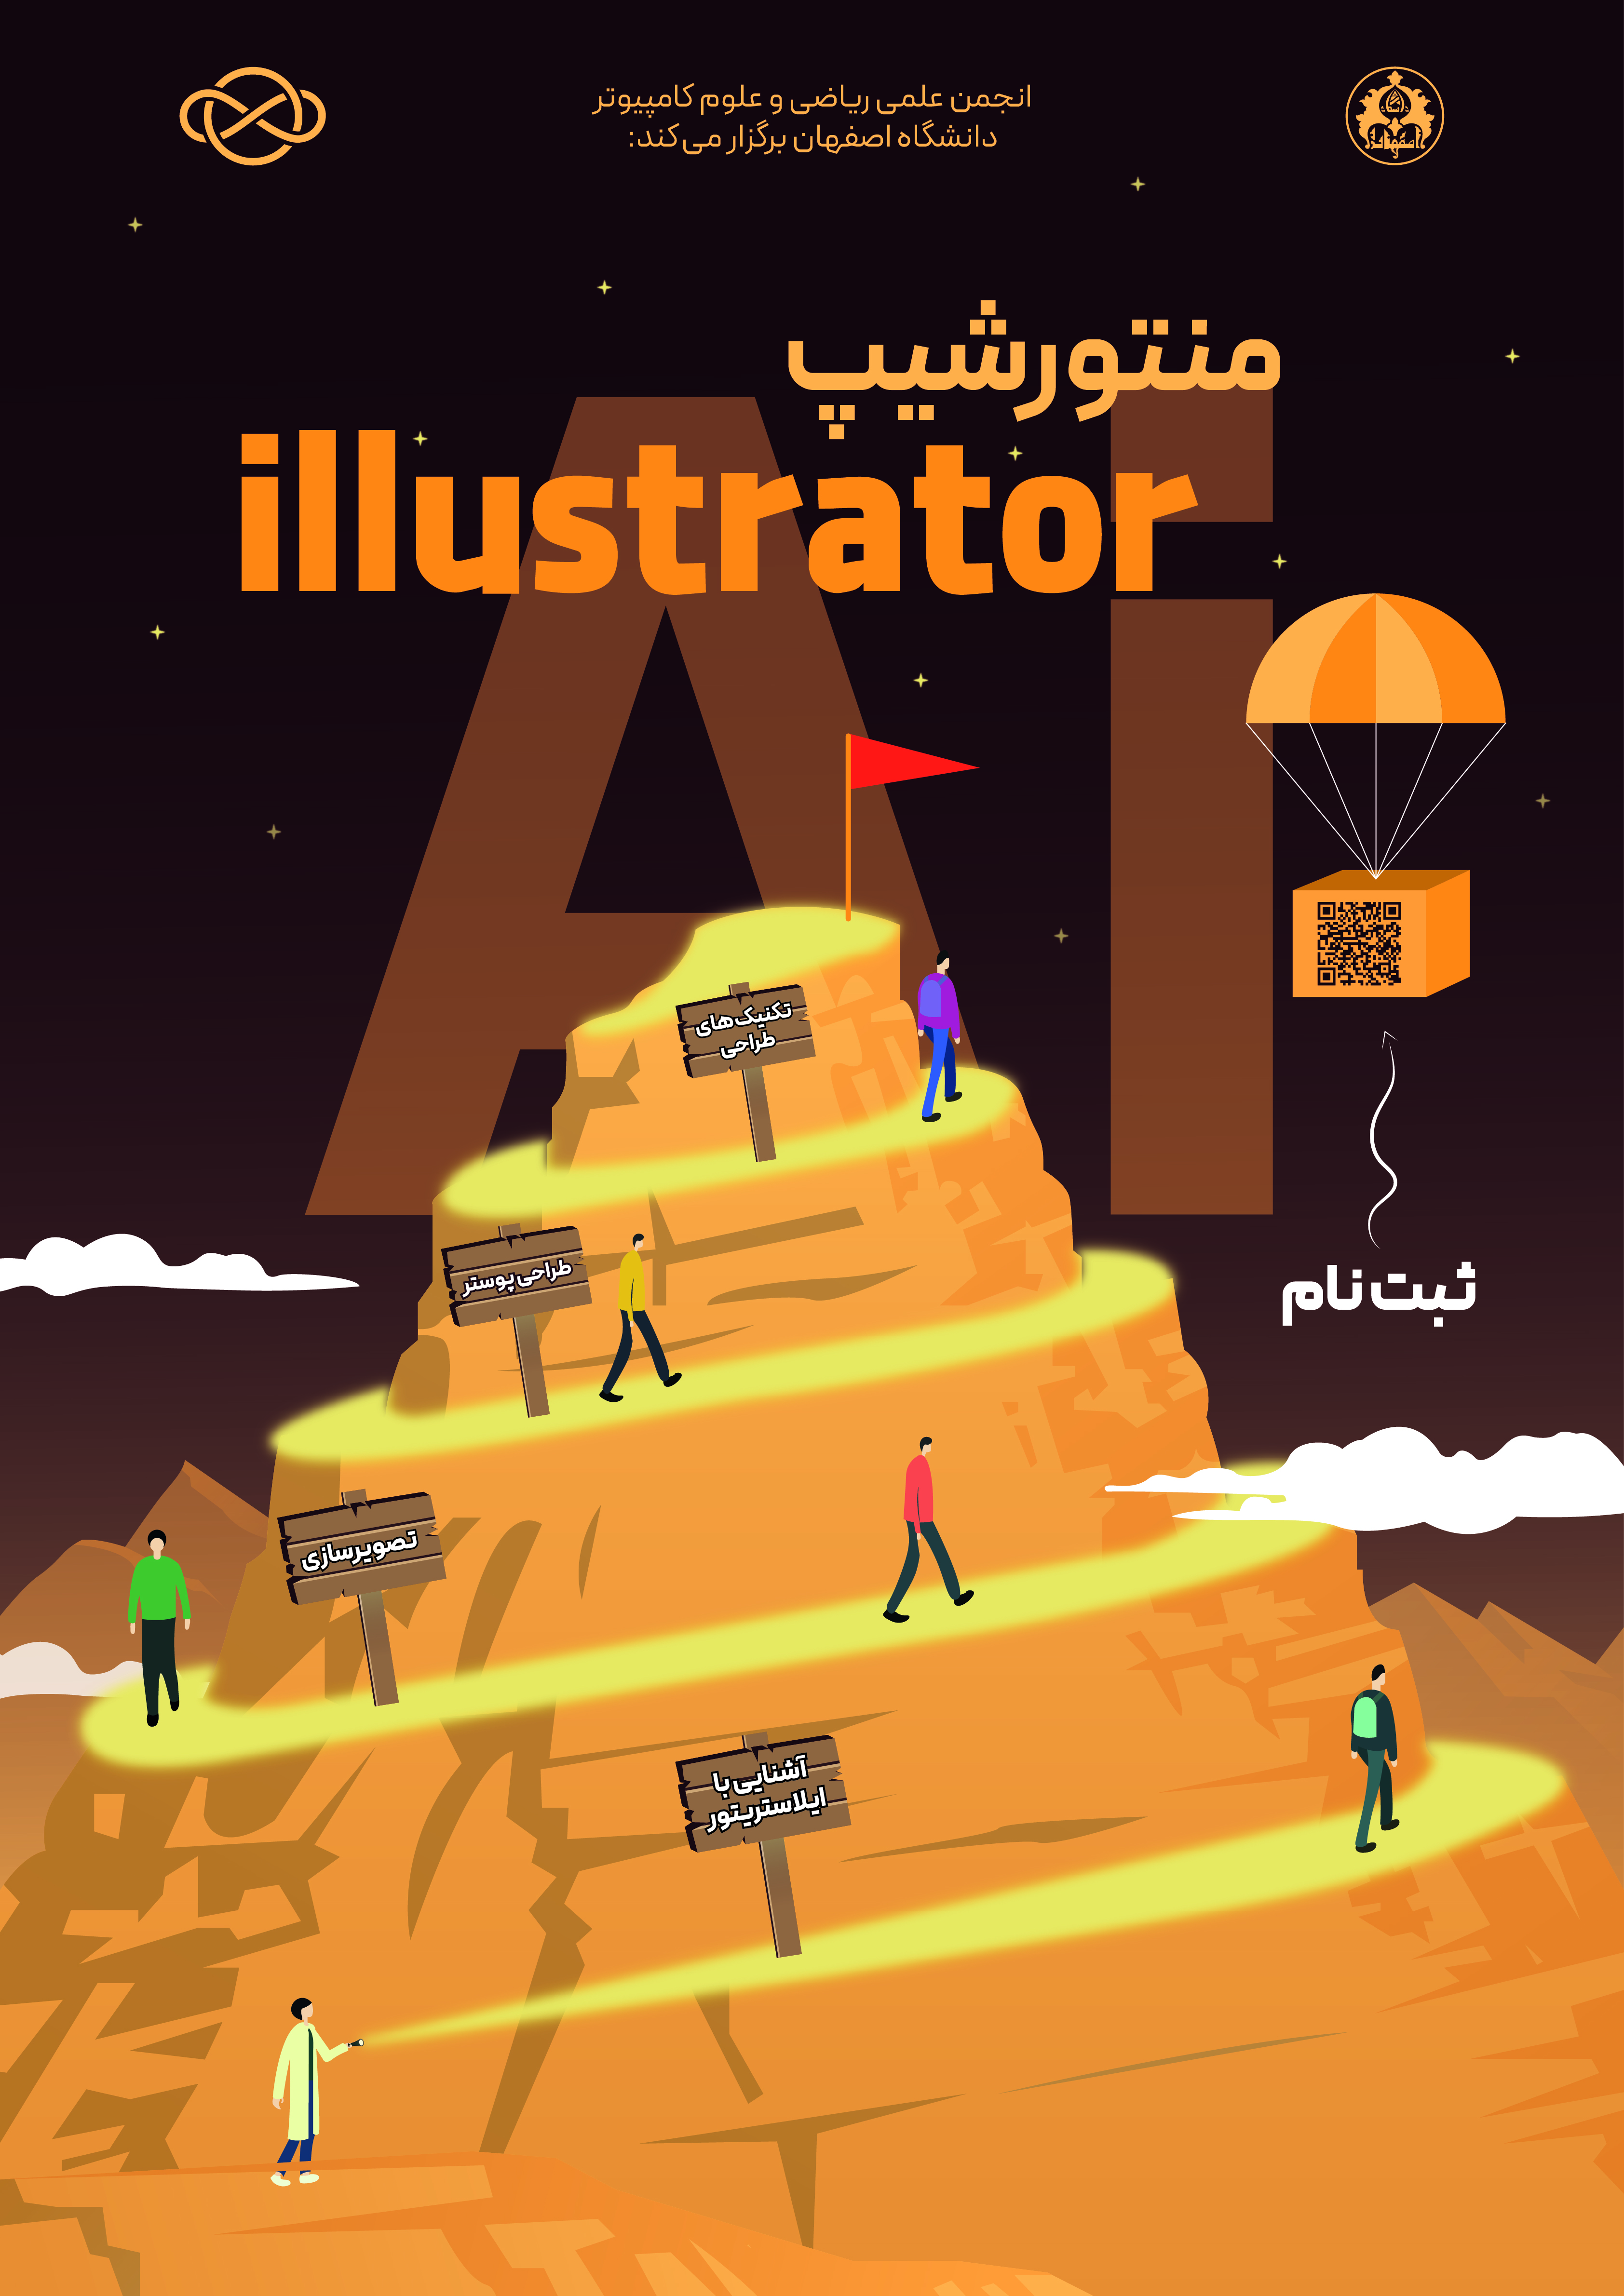 انجمن علمی ریاضی و علوم کامپیوتر
دانشگاه اصفهان برگزار می‌کند:
منتورشیپ
illustrator
Ai
تکنیک‌های
طراحی
طراحی پوستر
ثبت نام
تصویرسازی
آشنایی با
ایلاستریتور